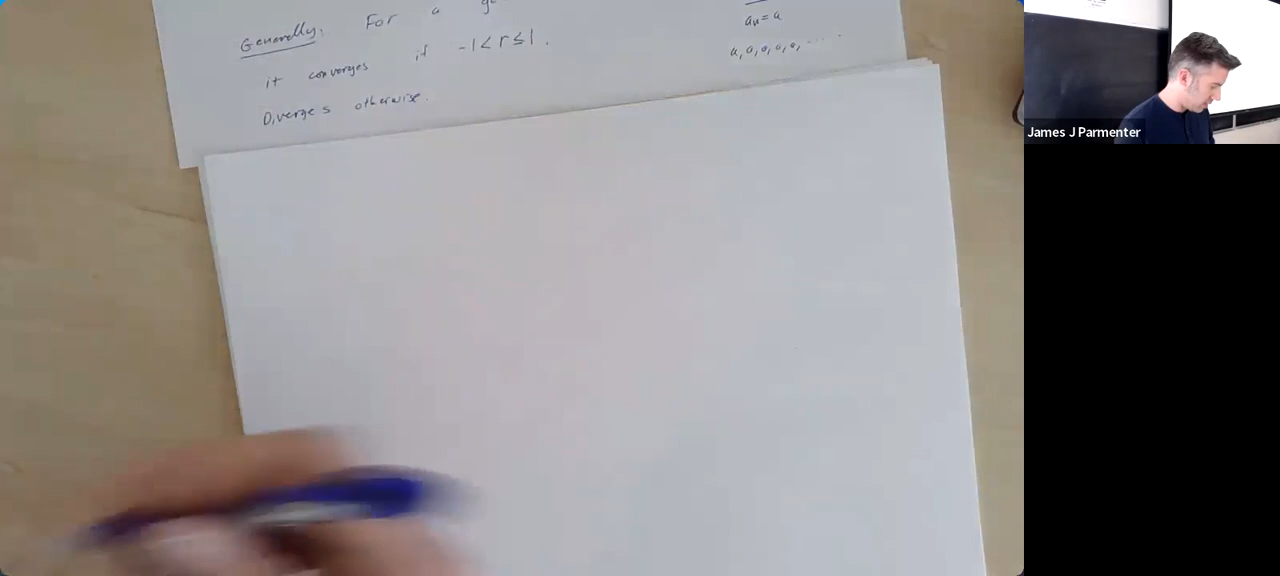 Generally, For a
it converges if -1<r≤1.
Diverges otherwise.
aₙ=a
a,a,a,a,a,.....
James J Parmenter